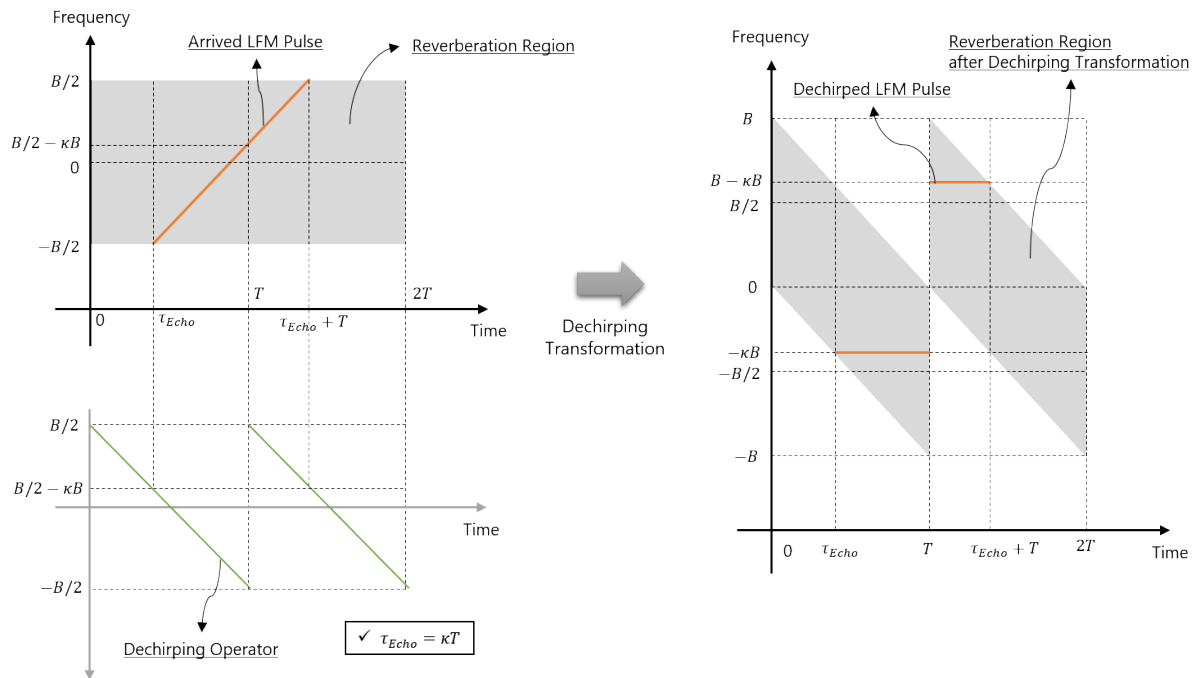 Frequency
Arrived LFM Pulse
Reverberation Region
B/2
B/2 − κB
0
−B/2
0
τ_Echo
T
τ_Echo + T
2T
Time
B/2
B/2 − κB
−B/2
Time
Dechirping Operator
✓ τ_Echo = κT
Dechirping
Transformation
Frequency
Reverberation Region
after Dechirping Transformation
Dechirped LFM Pulse
B
B − κB
B/2
0
−κB
−B/2
−B
0
τ_Echo
T
τ_Echo + T
2T
Time